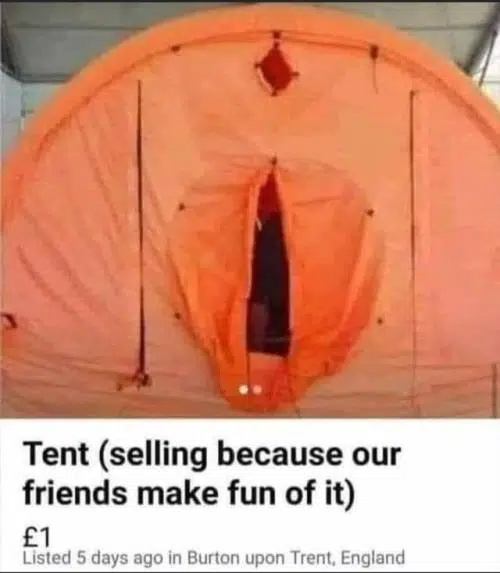 Tent (selling because our
friends make fun of it)
£1
Listed 5 days ago in Burton upon Trent, England